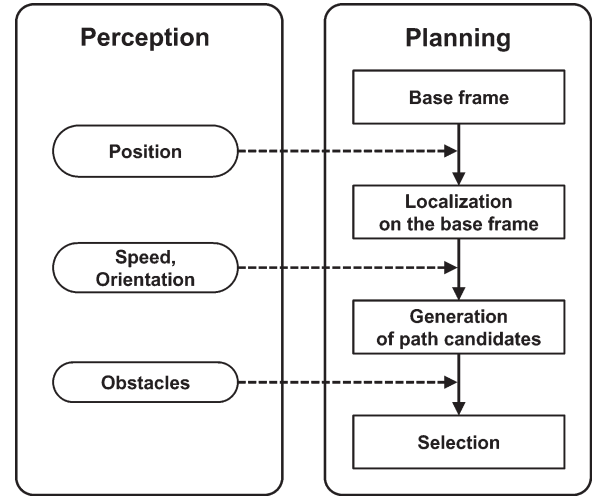 Perception
Position
Speed,
Orientation
Obstacles
Planning
Base frame
Localization
on the base frame
Generation
of path candidates
Selection